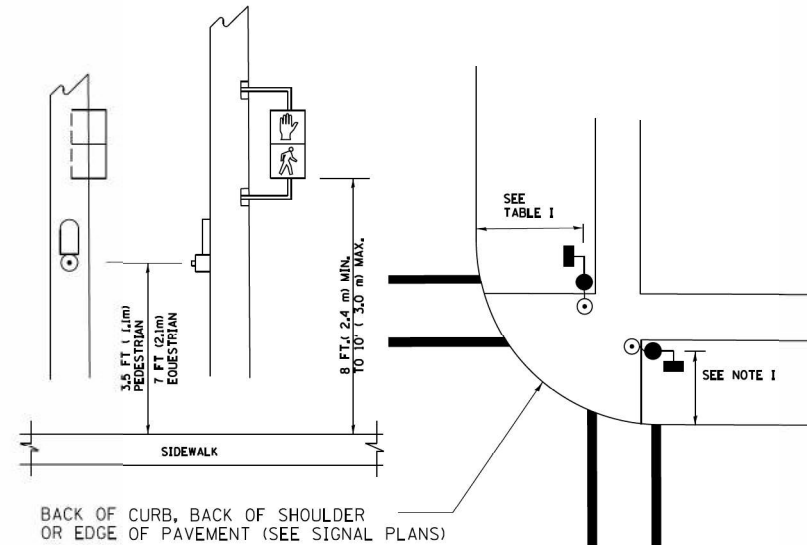 3.5 FT ( 1.1m)
PEDESTRIAN
7 FT (2.1m)
EQUESTRIAN
8 FT.( 2.4 m) MIN.
TO 10' ( 3.0 m) MAX.
SIDEWALK
BACK OF CURB, BACK OF SHOULDER
OR EDGE OF PAVEMENT (SEE SIGNAL PLANS)
SEE
TABLE I
SEE NOTE I